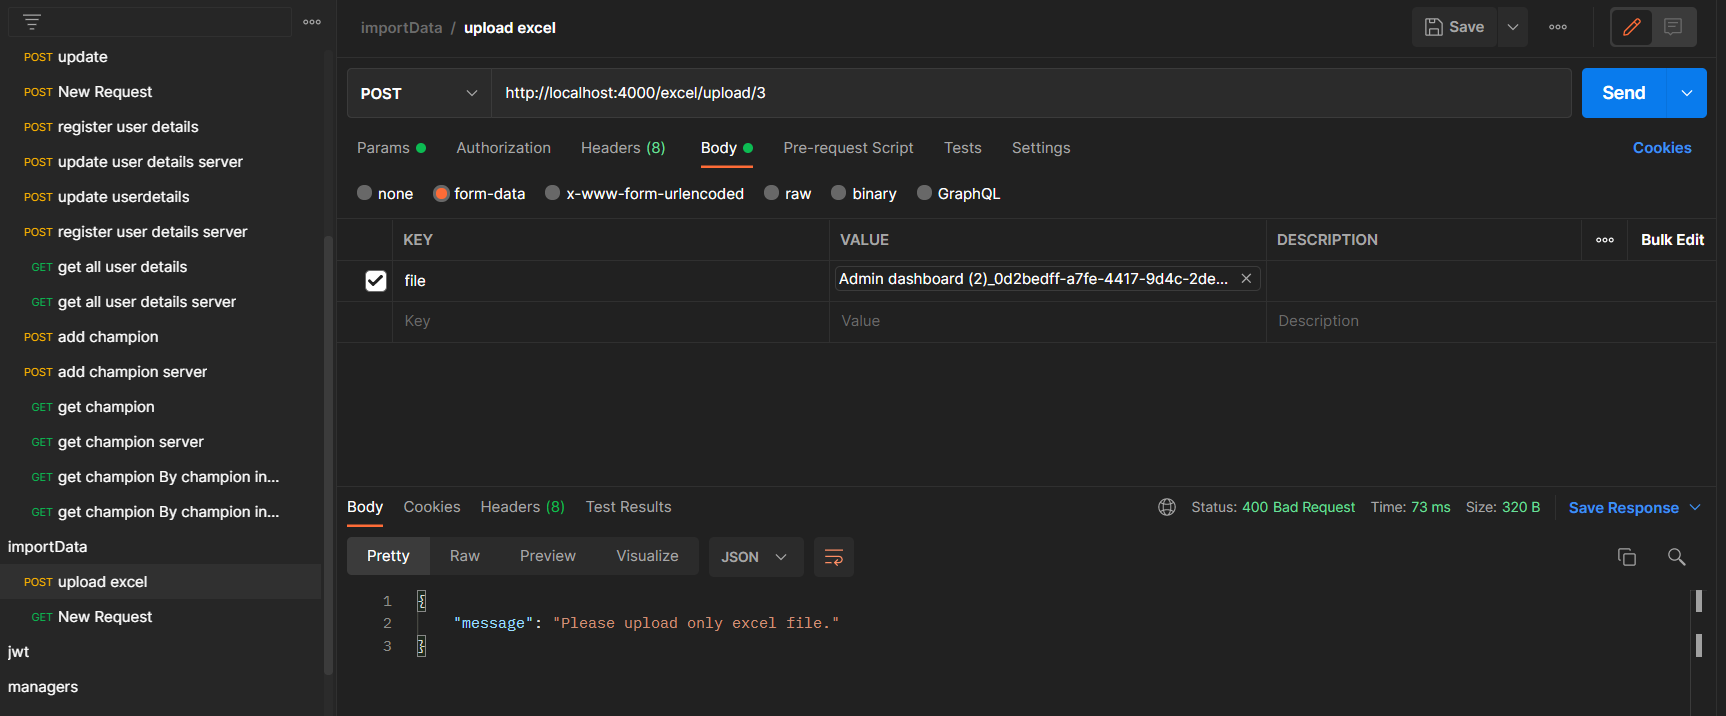 POST update
POST New Request
POST register user details
POST update user details server
POST update userdetails
POST register user details server
GET get all user details
GET get all user details server
POST add champion
POST add champion server
GET get champion
GET get champion server
GET get champion By champion in...
GET get champion By champion in...
importData
POST upload excel
GET New Request
jwt
managers
importData / upload excel
Save
POST http://localhost:4000/excel/upload/3
Send
Params Authorization Headers (8) Body Pre-request Script Tests Settings Cookies
none form-data x-www-form-urlencoded raw binary GraphQL
KEY VALUE DESCRIPTION Bulk Edit
file Admin dashboard (2)_0d2bedff-a7fe-4417-9d4c-2de...
Key Value Description
Body Cookies Headers (8) Test Results Status: 400 Bad Request Time: 73 ms Size: 320 B Save Response
Pretty Raw Preview Visualize JSON
1 {
2 "message": "Please upload only excel file."
3 }